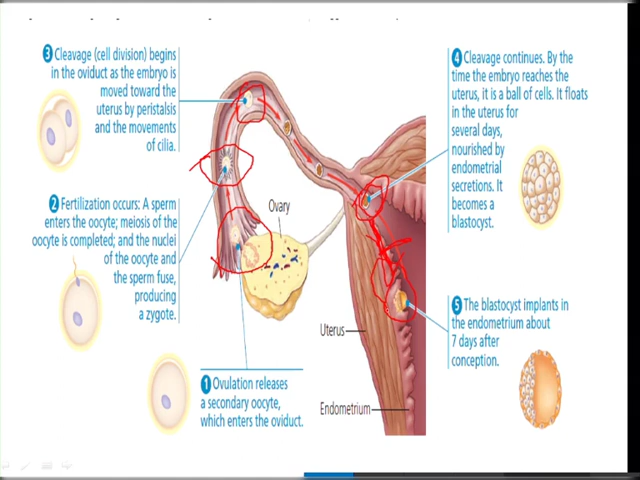 3 Cleavage (cell division) begins
in the oviduct as the embryo is
moved toward the
uterus by peristalsis
and the movements
of cilia.
2 Fertilization occurs: A sperm
enters the oocyte; meiosis of the
oocyte is completed; and the nuclei
of the oocyte and
the sperm fuse,
producing
a zygote.
1 Ovulation releases
a secondary oocyte,
which enters the oviduct.
Ovary
Uterus
Endometrium
4 Cleavage continues. By the
time the embryo reaches the
uterus, it is a ball of cells. It floats
in the uterus for
several days,
nourished by
endometrial
secretions. It
becomes a
blastocyst.
5 The blastocyst implants in
the endometrium about
7 days after
conception.